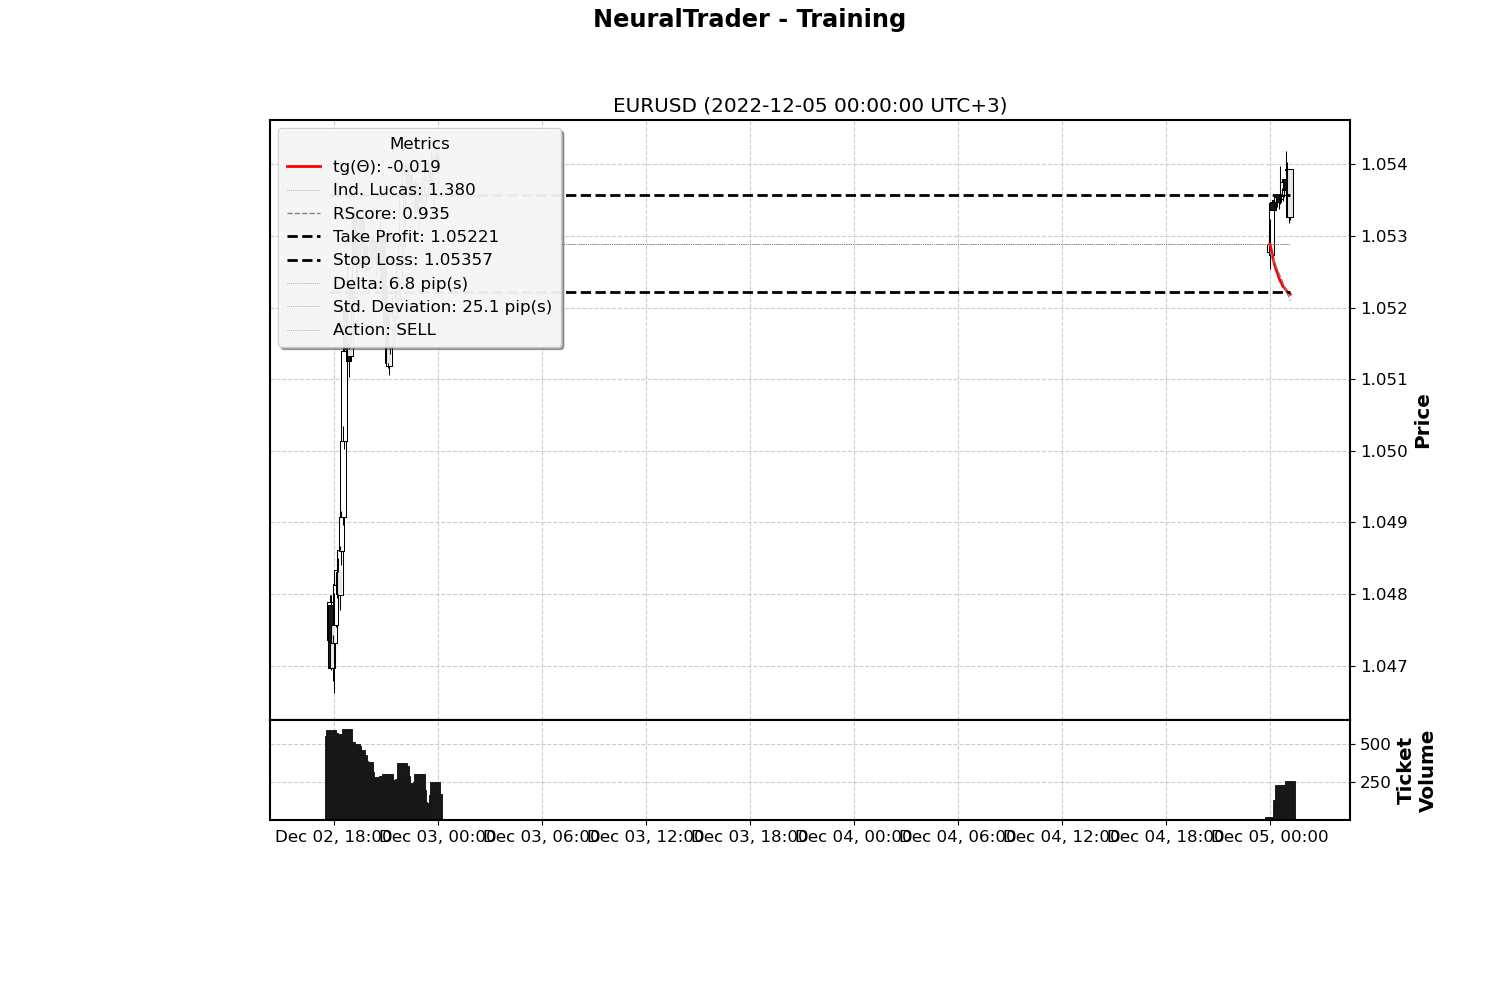 NeuralTrader - Training
EURUSD (2022-12-05 00:00:00 UTC+3)
Metrics
tg(Θ): -0.019
Ind. Lucas: 1.380
RScore: 0.935
Take Profit: 1.05221
Stop Loss: 1.05357
Delta: 6.8 pip(s)
Std. Deviation: 25.1 pip(s)
Action: SELL
1.054
1.053
1.052
1.051
1.050
1.049
1.048
1.047
Price
500
250
Ticket
Volume
Dec 02, 18:00
Dec 03, 00:00
Dec 03, 06:00
Dec 03, 12:00
Dec 03, 18:00
Dec 04, 00:00
Dec 04, 06:00
Dec 04, 12:00
Dec 04, 18:00
Dec 05, 00:00